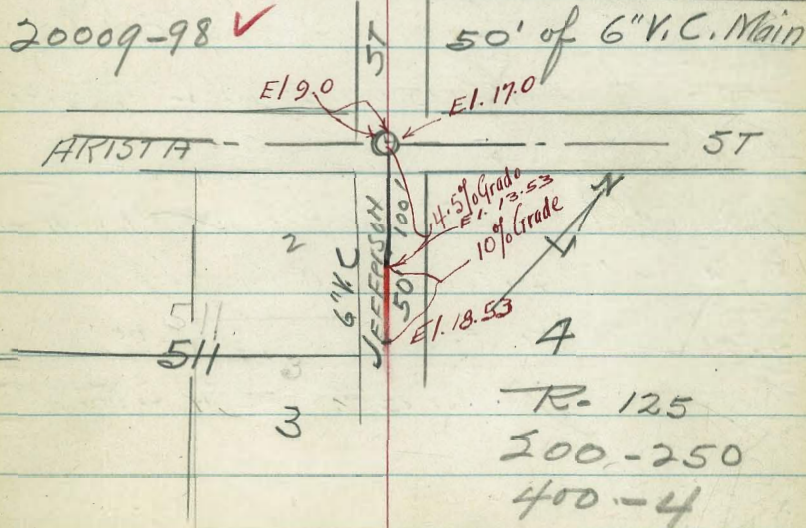 20009-98 ✓
50' of 6" V.C. Main
ST
El 9.0
El. 17.0
ARISTA
ST
N
4.5% Grade
El. 13.53
10% Grade
100'
JEFFERSON
6" V.C
50'
El. 18.53
2
511
511
3
4
R- 125
200-250
400-4